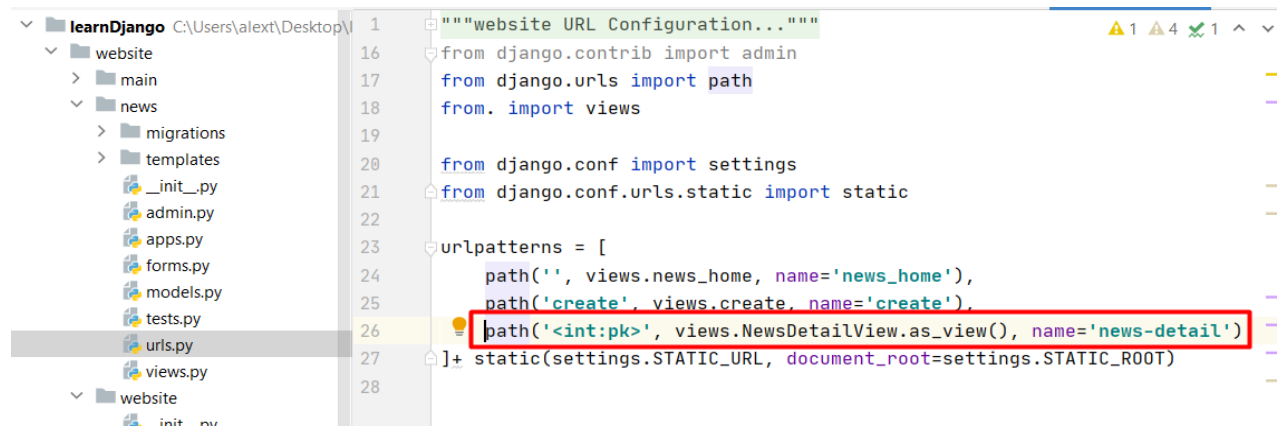 learnDjango C:\Users\alext\Desktop\
website
main
news
migrations
templates
__init__.py
admin.py
apps.py
forms.py
models.py
tests.py
urls.py
views.py
website
__init__.py
1 """website URL Configuration..."""
16 from django.contrib import admin
17 from django.urls import path
18 from. import views
19
20 from django.conf import settings
21 from django.conf.urls.static import static
22
23 urlpatterns = [
24 path('', views.news_home, name='news_home'),
25 path('create', views.create, name='create'),
26 path('<int:pk>', views.NewsDetailView.as_view(), name='news-detail')
27 ]+ static(settings.STATIC_URL, document_root=settings.STATIC_ROOT)
28
1 4 1